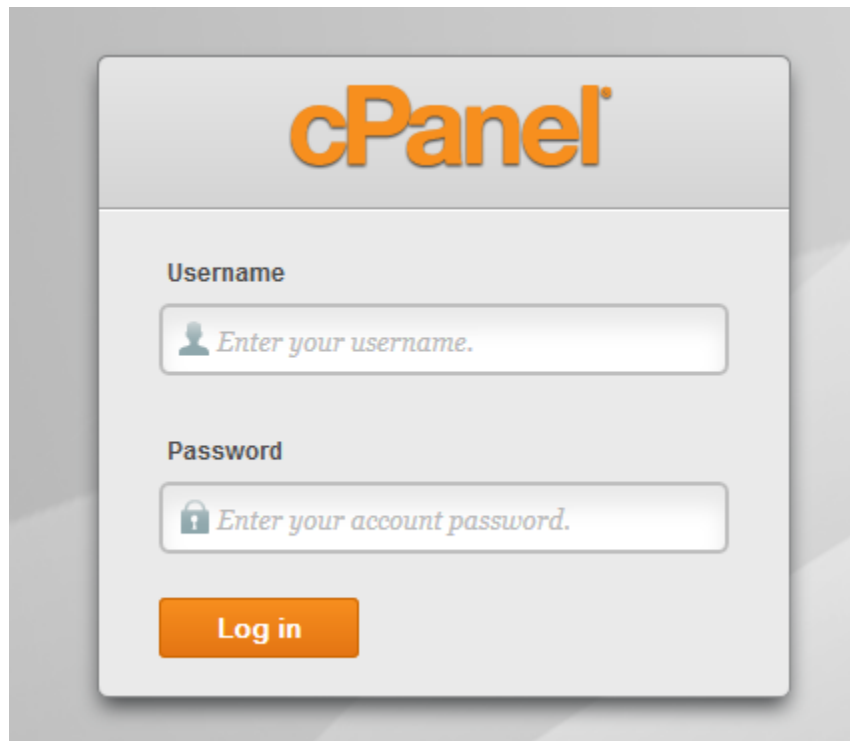 cPanel®
Username
Enter your username.
Password
Enter your account password.
Log in